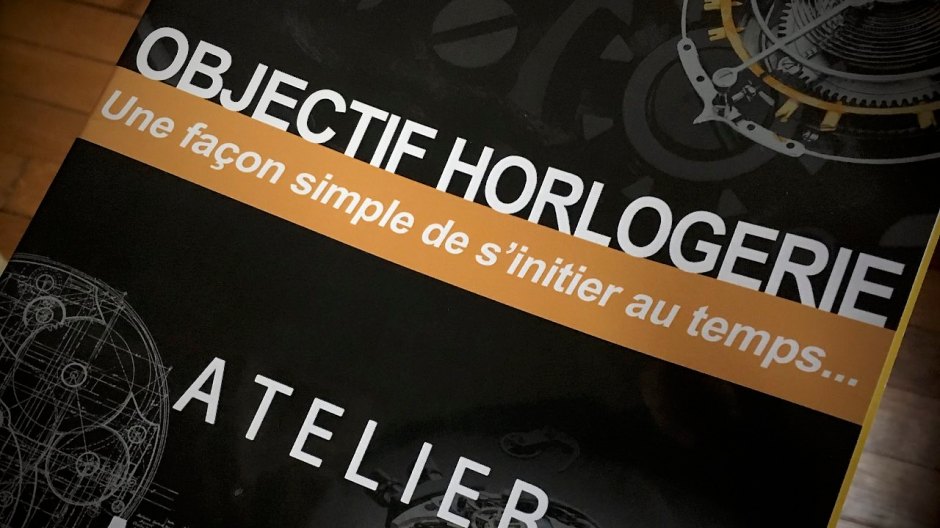 OBJECTIF HORLOGERIE
Une façon simple de s'initier au temps...
ATELIER